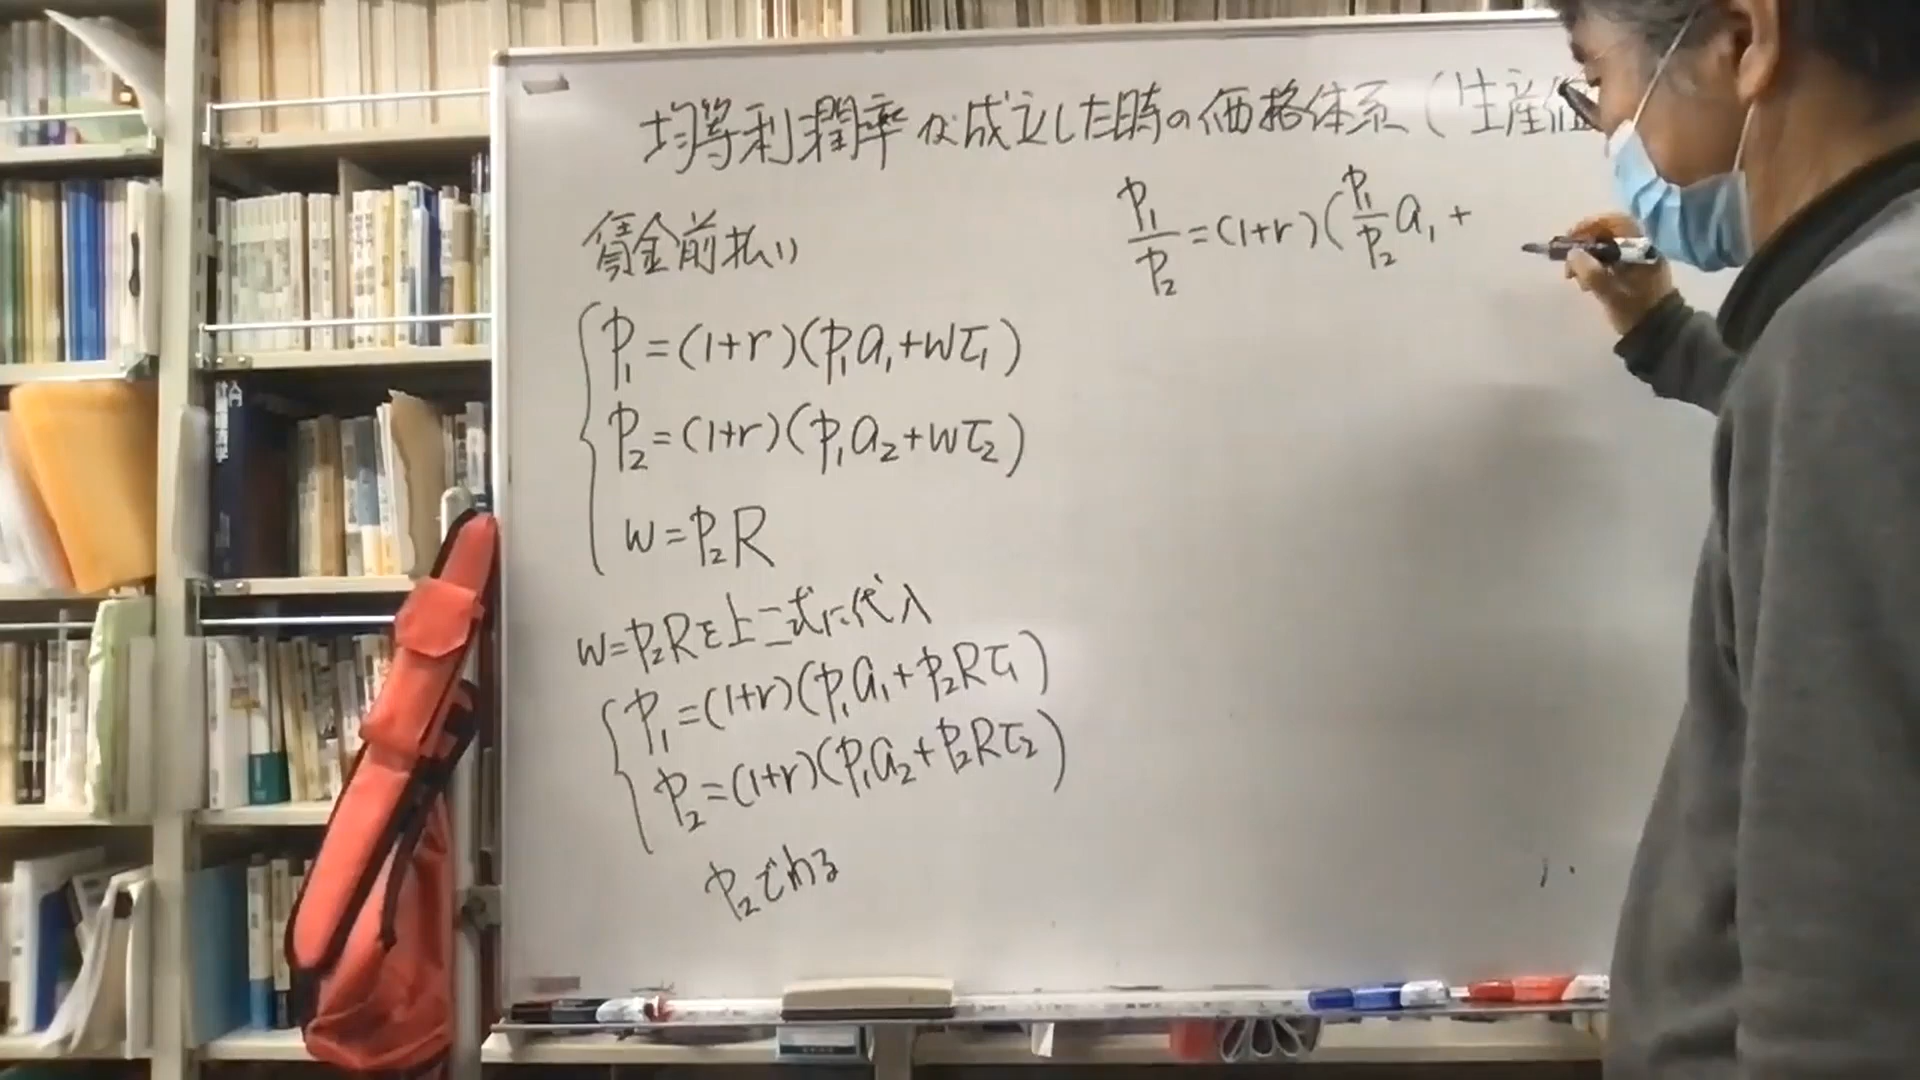 均等利潤率が成立した時の価格体系(生産価
賃金前払い
p₁=(1+r)(p₁a₁+wτ₁)
p₂=(1+r)(p₁a₂+wτ₂)
w=p₂R
w=p₂Rを上二式に代入
p₁=(1+r)(p₁a₁+p₂Rτ₁)
p₂=(1+r)(p₁a₂+p₂Rτ₂)
p₂でわる
p₁/p₂=(1+r)(p₁/p₂ a₁+